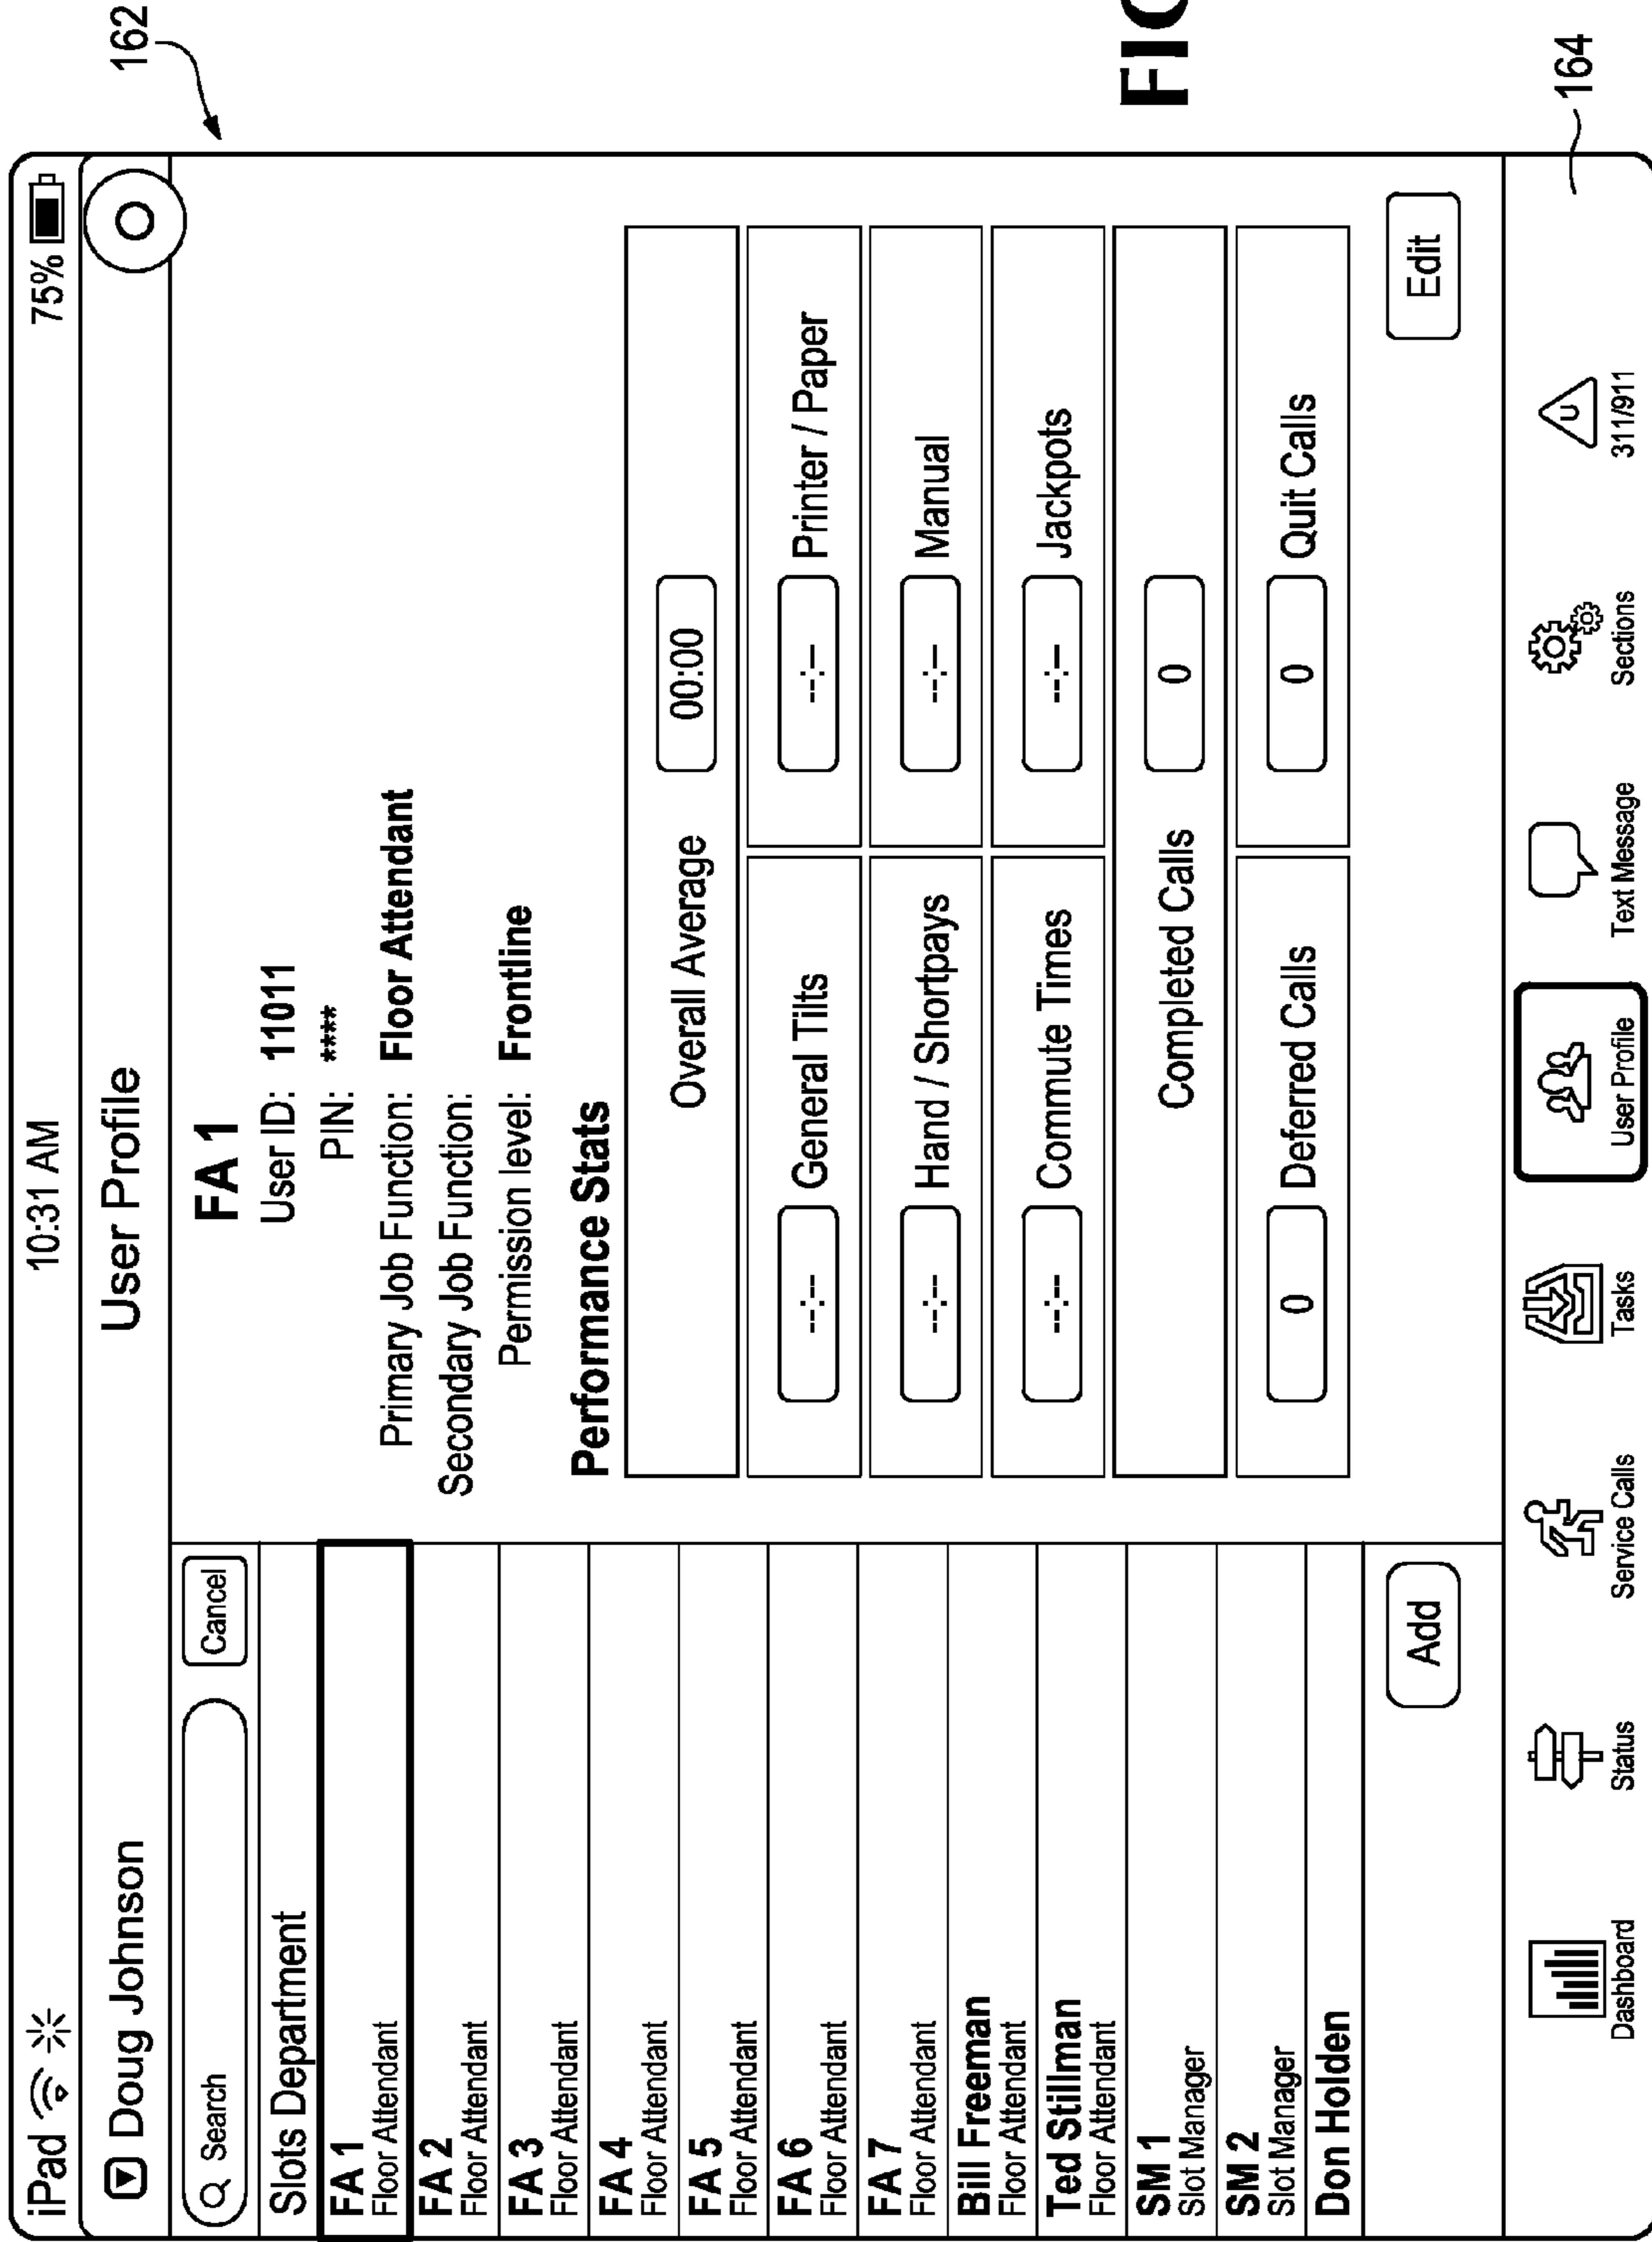 162
iPad 10:31 AM 75%
Doug Johnson User Profile
Search Cancel
Slots Department
FA 1
Floor Attendant
FA 2
Floor Attendant
FA 3
Floor Attendant
FA 4
Floor Attendant
FA 5
Floor Attendant
FA 6
Floor Attendant
FA 7
Floor Attendant
Bill Freeman
Floor Attendant
Ted Stillman
Floor Attendant
SM 1
Slot Manager
SM 2
Slot Manager
Don Holden
Add
FA 1
User ID: 11011
PIN: ****
Primary Job Function: Floor Attendant
Secondary Job Function:
Permission level: Frontline
Performance Stats
Overall Average 00:00
--:-- General Tilts --:-- Printer / Paper
--:-- Hand / Shortpays --:-- Manual
--:-- Commute Times --:-- Jackpots
Completed Calls 0
0 Deferred Calls 0 Quit Calls
Edit
Dashboard Status Service Calls Tasks User Profile Text Message Sections 311/911
164